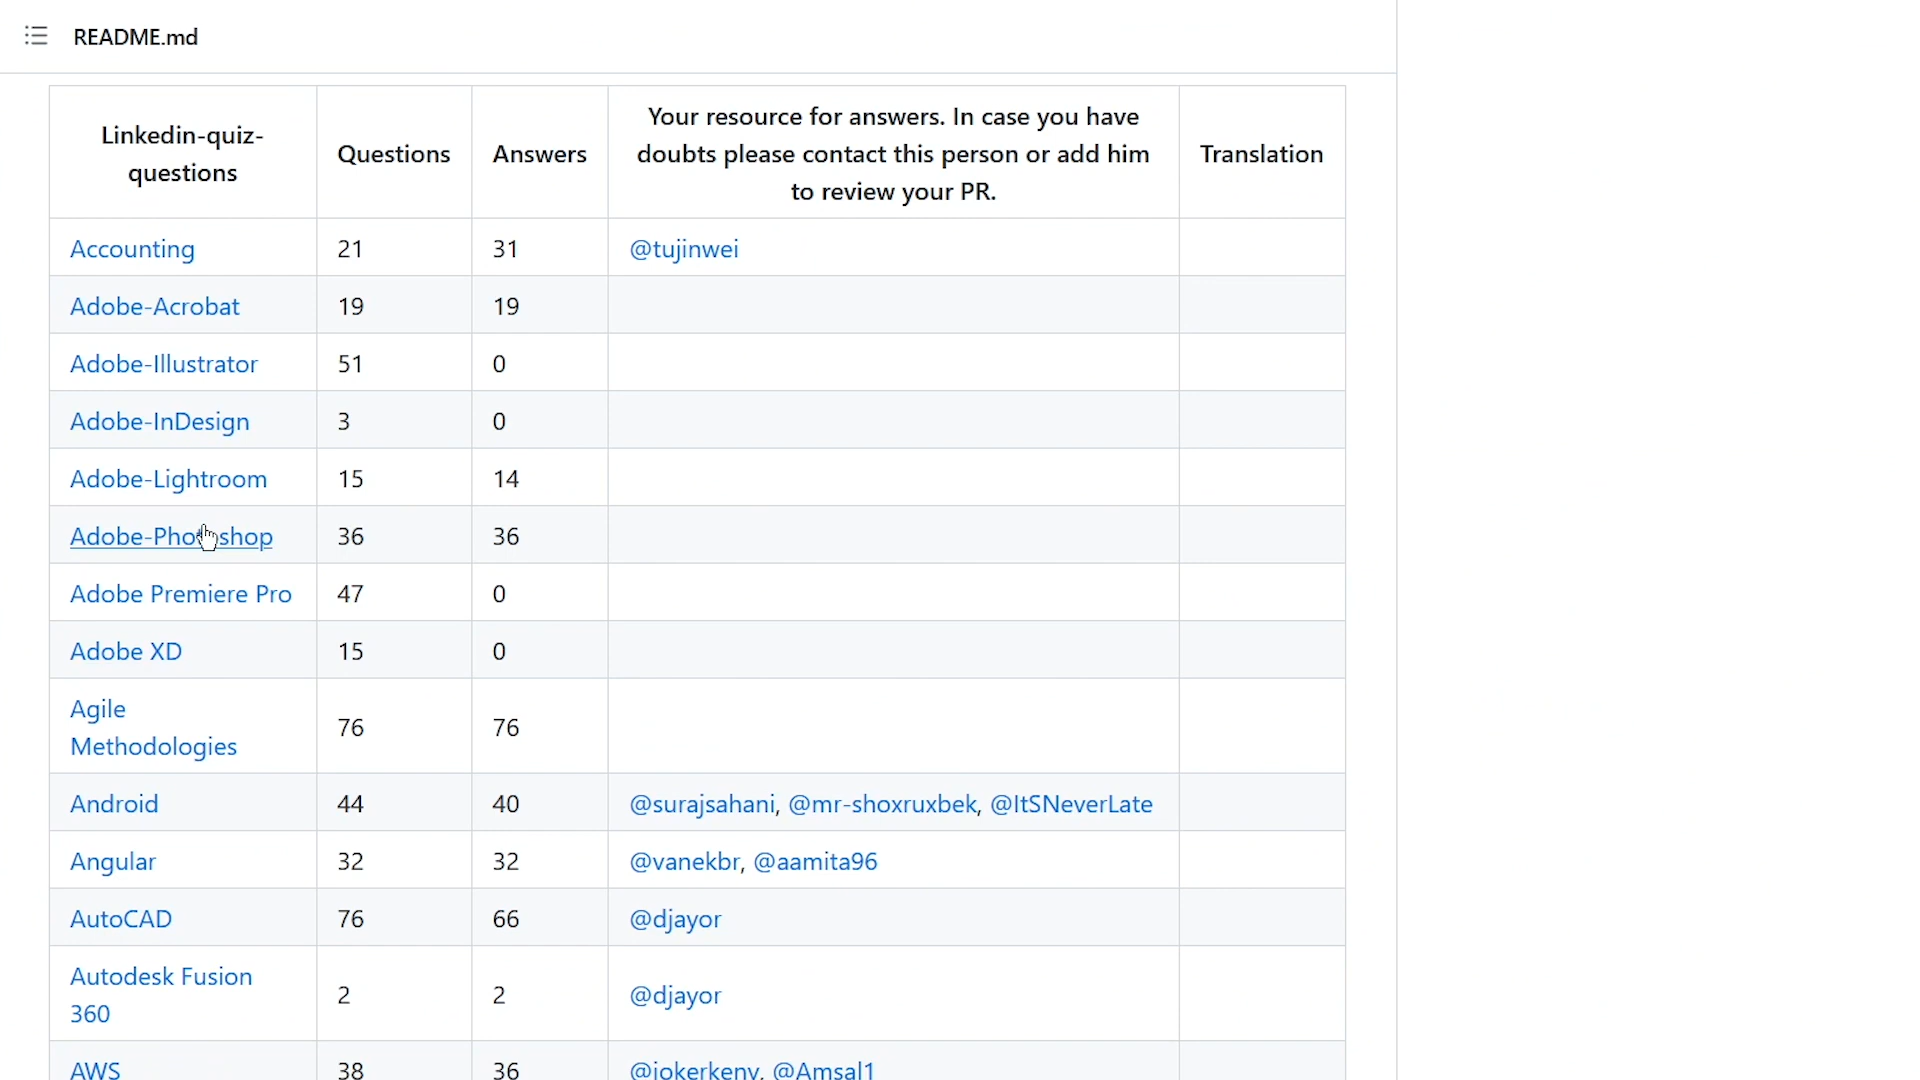 README.md
Linkedin-quiz-
questions
Questions
Answers
Your resource for answers. In case you have
doubts please contact this person or add him
to review your PR.
Translation
Accounting 21 31 @tujinwei
Adobe-Acrobat 19 19
Adobe-Illustrator 51 0
Adobe-InDesign 3 0
Adobe-Lightroom 15 14
Adobe-Photoshop 36 36
Adobe Premiere Pro 47 0
Adobe XD 15 0
Agile
Methodologies
76 76
Android 44 40 @surajsahani, @mr-shoxruxbek, @ItSNeverLate
Angular 32 32 @vanekbr, @aamita96
AutoCAD 76 66 @djayor
Autodesk Fusion
360
2 2 @djayor
AWS 38 36 @jokerkeny, @Amsal1